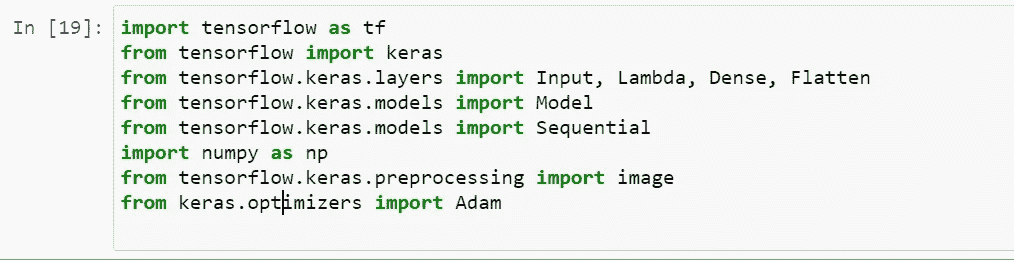 In [19]: import tensorflow as tf
from tensorflow import keras
from tensorflow.keras.layers import Input, Lambda, Dense, Flatten
from tensorflow.keras.models import Model
from tensorflow.keras.models import Sequential
import numpy as np
from tensorflow.keras.preprocessing import image
from keras.optimizers import Adam